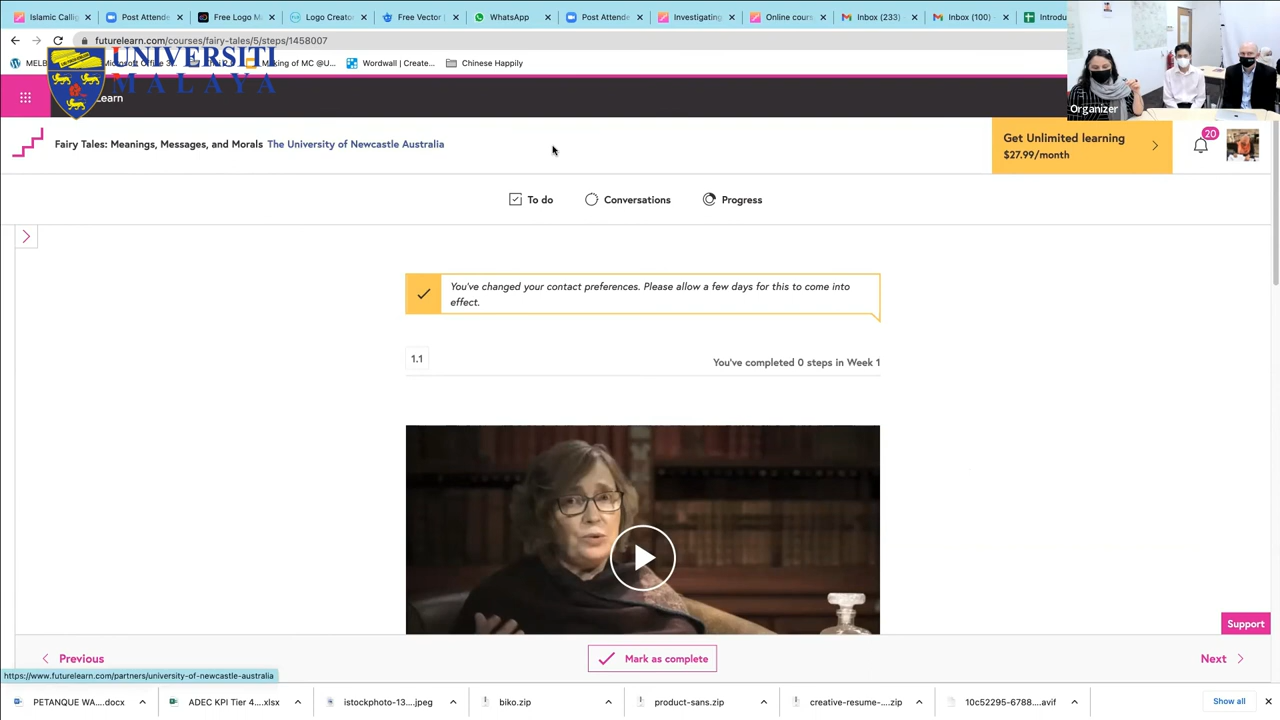 Islamic Callig
Post Attende
Free Logo M
Logo Creato
Free Vector |
WhatsApp
Post Attende
Investigating
Online cours
Inbox (233)
Inbox (100)
Introdu
futurelearn.com/courses/fairy-tales/5/steps/1458007
MELB
Making of MC @U...
Wordwall | Create...
Chinese Happily
UNIVERSITI
MALAYA
Learn
Organizer
Fairy Tales: Meanings, Messages, and Morals The University of Newcastle Australia
Get Unlimited learning
$27.99/month
20
To do
Conversations
Progress
You've changed your contact preferences. Please allow a few days for this to come into
effect.
1.1
You've completed 0 steps in Week 1
Support
Previous
Mark as complete
Next
https://www.futurelearn.com/partners/university-of-newcastle-australia
PETANQUE WA....docx
ADEC KPI Tier 4....xlsx
istockphoto-13....jpeg
biko.zip
product-sans.zip
creative-resume-....zip
10c52295-6788....avif
Show all